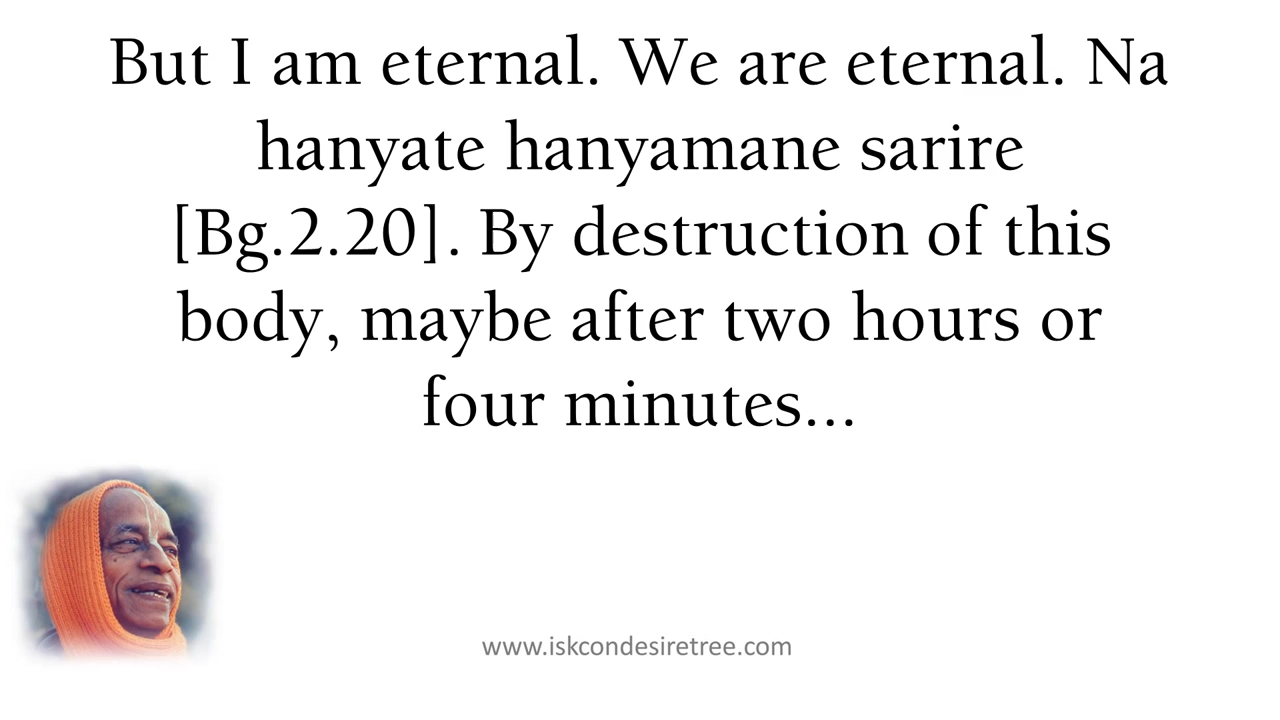 But I am eternal. We are eternal. Na
hanyate hanyamane sarire
[Bg.2.20]. By destruction of this
body, maybe after two hours or
four minutes...
www.iskcondesiretree.com